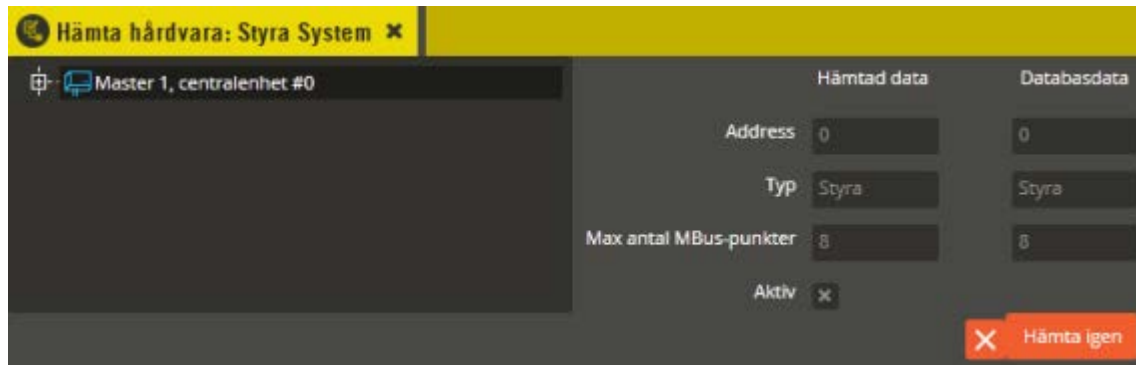 Hämta hårdvara: Styra System ×
Master 1, centralenhet #0
Hämtad data Databasdata
Address 0 0
Typ Styra Styra
Max antal MBus-punkter 8 8
Aktiv
Hämta igen